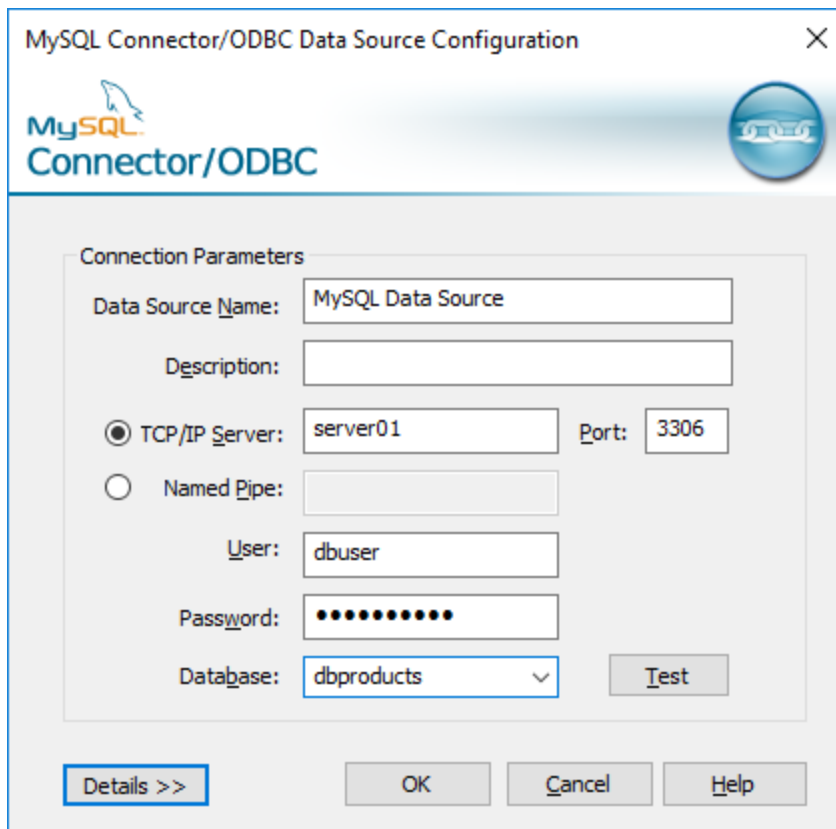 MySQL Connector/ODBC Data Source Configuration
MySQL
Connector/ODBC
Connection Parameters
Data Source Name: MySQL Data Source
Description:
TCP/IP Server: server01 Port: 3306
Named Pipe:
User: dbuser
Password: ••••••••••
Database: dbproducts Test
Details >> OK Cancel Help